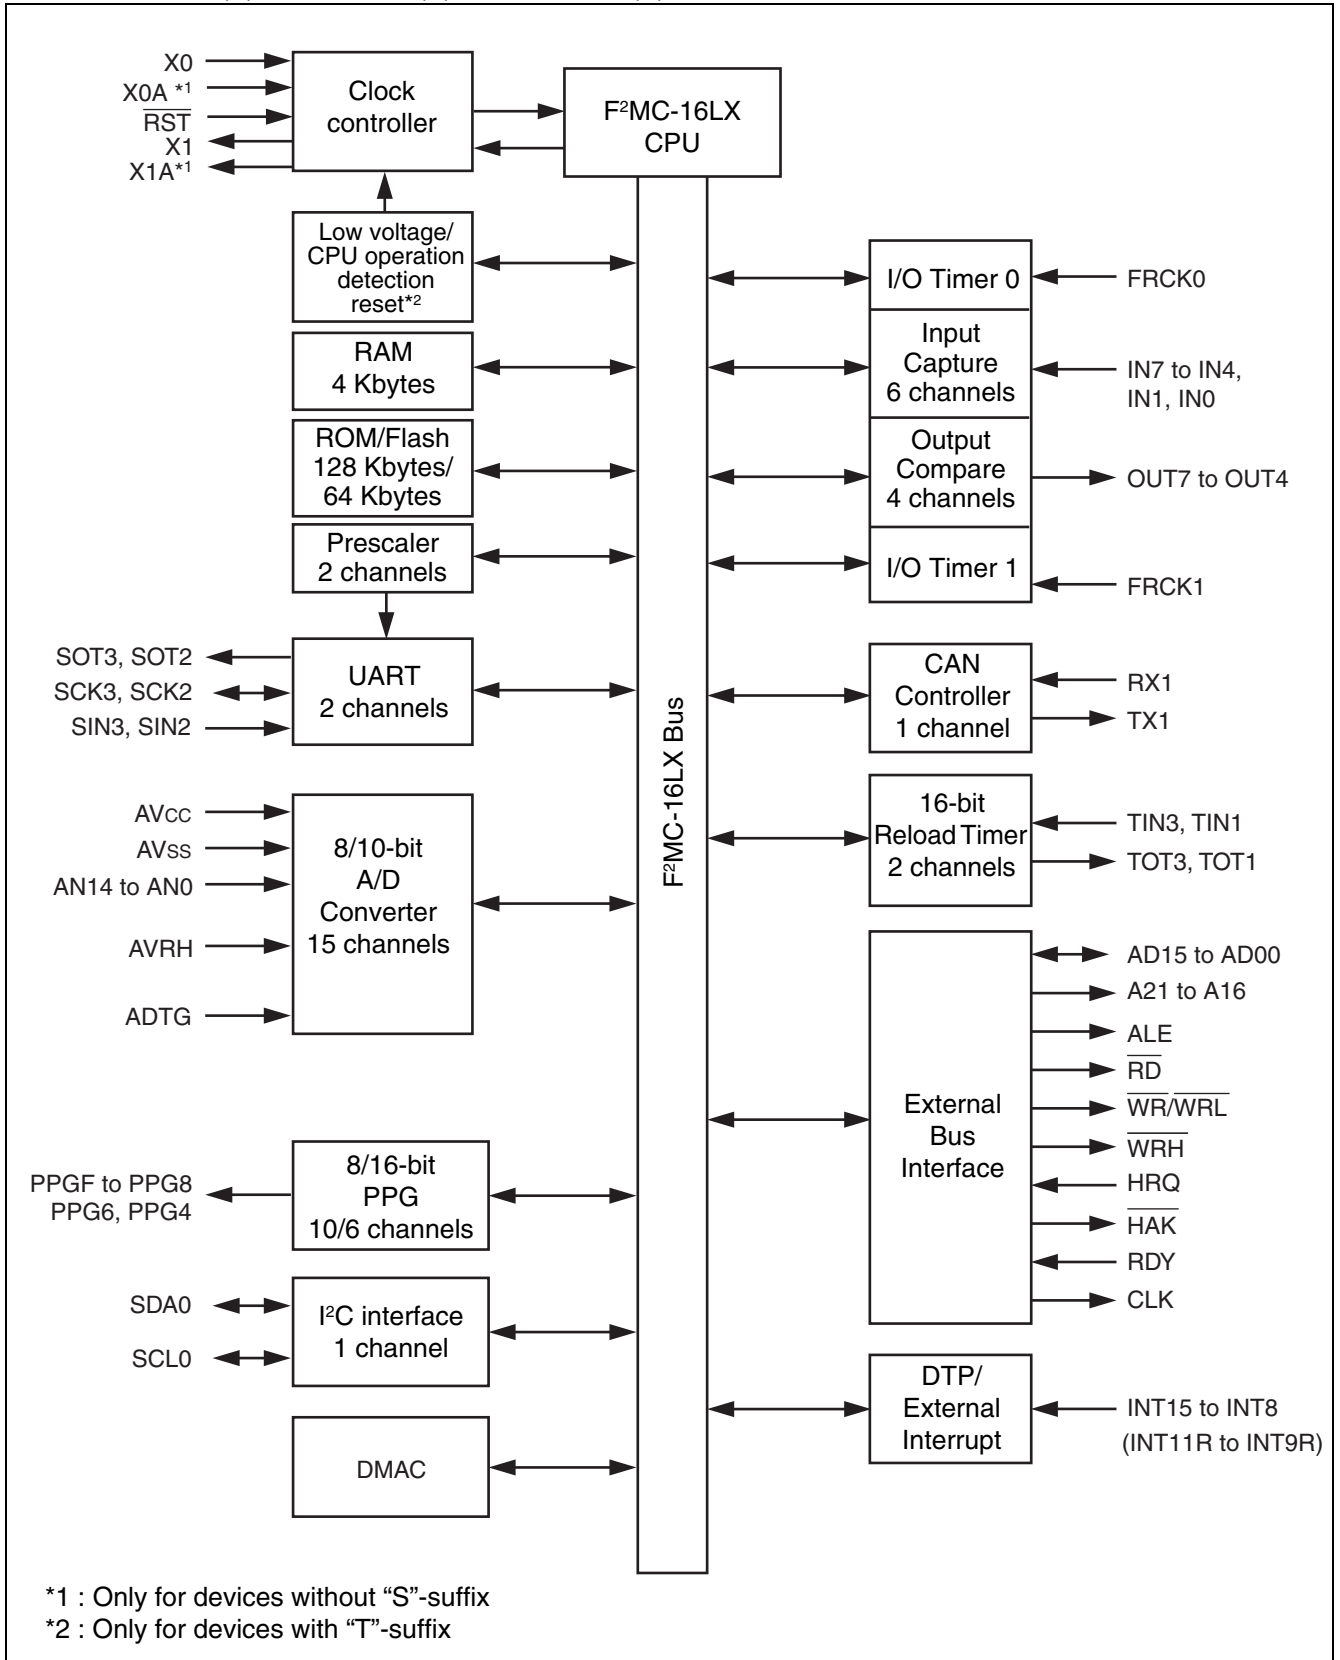 X0
X0A *1
RST
X1
X1A*1
Clock
controller
F²MC-16LX
CPU
Low voltage/
CPU operation
detection
reset*2
RAM
4 Kbytes
ROM/Flash
128 Kbytes/
64 Kbytes
Prescaler
2 channels
SOT3, SOT2
SCK3, SCK2
SIN3, SIN2
UART
2 channels
AVCC
AVSS
AN14 to AN0
AVRH
ADTG
8/10-bit
A/D
Converter
15 channels
PPGF to PPG8
PPG6, PPG4
8/16-bit
PPG
10/6 channels
SDA0
SCL0
I²C interface
1 channel
DMAC
F²MC-16LX Bus
I/O Timer 0
FRCK0
Input
Capture
6 channels
IN7 to IN4,
IN1, IN0
Output
Compare
4 channels
OUT7 to OUT4
I/O Timer 1
FRCK1
CAN
Controller
1 channel
RX1
TX1
16-bit
Reload Timer
2 channels
TIN3, TIN1
TOT3, TOT1
External
Bus
Interface
AD15 to AD00
A21 to A16
ALE
RD
WR/WRL
WRH
HRQ
HAK
RDY
CLK
DTP/
External
Interrupt
INT15 to INT8
(INT11R to INT9R)
*1 : Only for devices without “S”-suffix
*2 : Only for devices with “T”-suffix